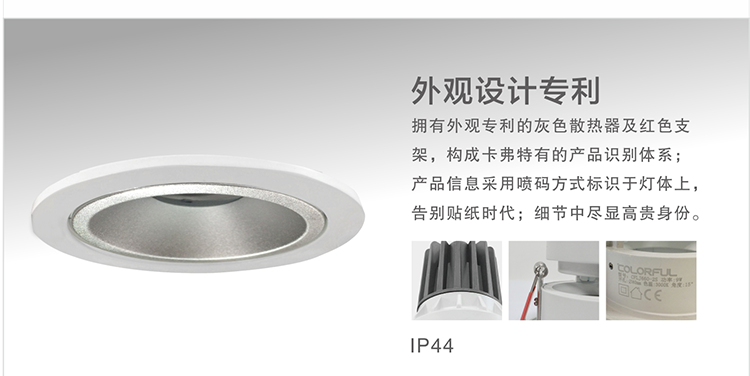 外观设计专利
拥有外观专利的灰色散热器及红色支
架，构成卡弗特有的产品识别体系；
产品信息采用喷码方式标识于灯体上，
告别贴纸时代；细节中尽显高贵身份。
COLORFUL
IP44